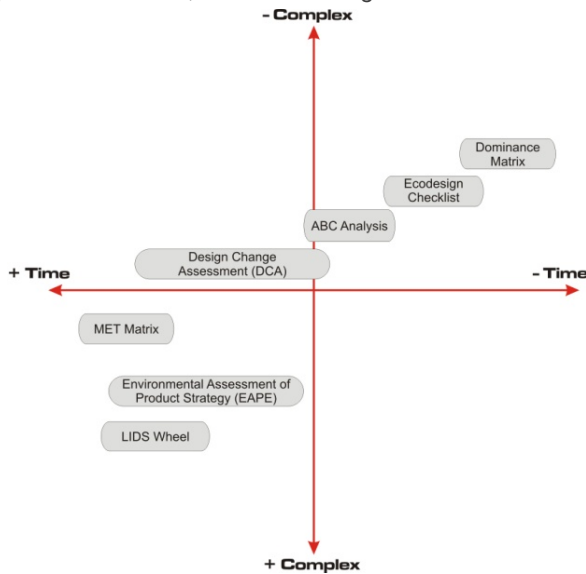 - Complex
Dominance
Matrix
Ecodesign
Checklist
ABC Analysis
Design Change
Assessment (DCA)
+ Time
- Time
MET Matrix
Environmental Assessment of
Product Strategy (EAPE)
LIDS Wheel
+ Complex